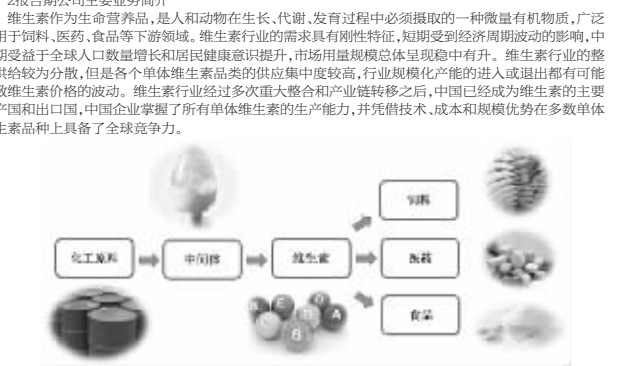 2报告期公司主要业务简介
维生素作为生命营养品,是人和动物在生长、代谢、发育过程中必须摄取的一种微量有机物质,广泛
用于饲料、医药、食品等下游领域。维生素行业的需求具有刚性特征,短期受到经济周期波动的影响,中
期受益于全球人口数量增长和居民健康意识提升,市场用量规模总体呈现稳中有升。 维生素行业的整
供给较为分散,但是各个单体维生素品类的供应集中度较高,行业规模化产能的进入或退出都有可能
致维生素价格的波动。维生素行业经过多次重大整合和产业链转移之后,中国已经成为维生素的主要
产国和出口国,中国企业掌握了所有单体维生素的生产能力,并凭借技术、成本和规模优势在多数单体
生素品种上具备了全球竞争力。
饲料
化工原料
中间体
维生素
医药
食品
B
E
D
C
B
A
B